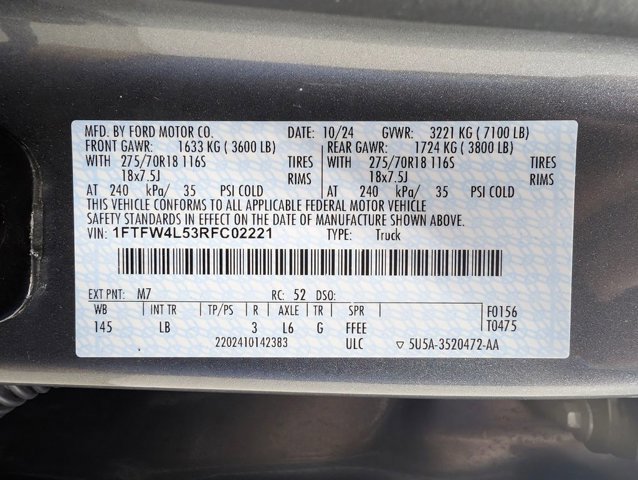 MFD. BY FORD MOTOR CO. DATE: 10/24 GVWR: 3221 KG ( 7100 LB)
FRONT GAWR: 1633 KG ( 3600 LB) REAR GAWR: 1724 KG ( 3800 LB)
WITH 275/70R18 116S TIRES WITH 275/70R18 116S TIRES
18x7.5J RIMS 18x7.5J RIMS
AT 240 kPa/ 35 PSI COLD AT 240 kPa/ 35 PSI COLD
THIS VEHICLE CONFORMS TO ALL APPLICABLE FEDERAL MOTOR VEHICLE
SAFETY STANDARDS IN EFFECT ON THE DATE OF MANUFACTURE SHOWN ABOVE.
VIN: 1FTFW4L53RFC02221 TYPE: Truck
EXT PNT: M7 RC: 52 DSO:
WB INT TR TP/PS R AXLE TR SPR F0156
145 LB 3 L6 G FFEE T0475
2202410142383 ULC ▽ 5U5A-3520472-AA